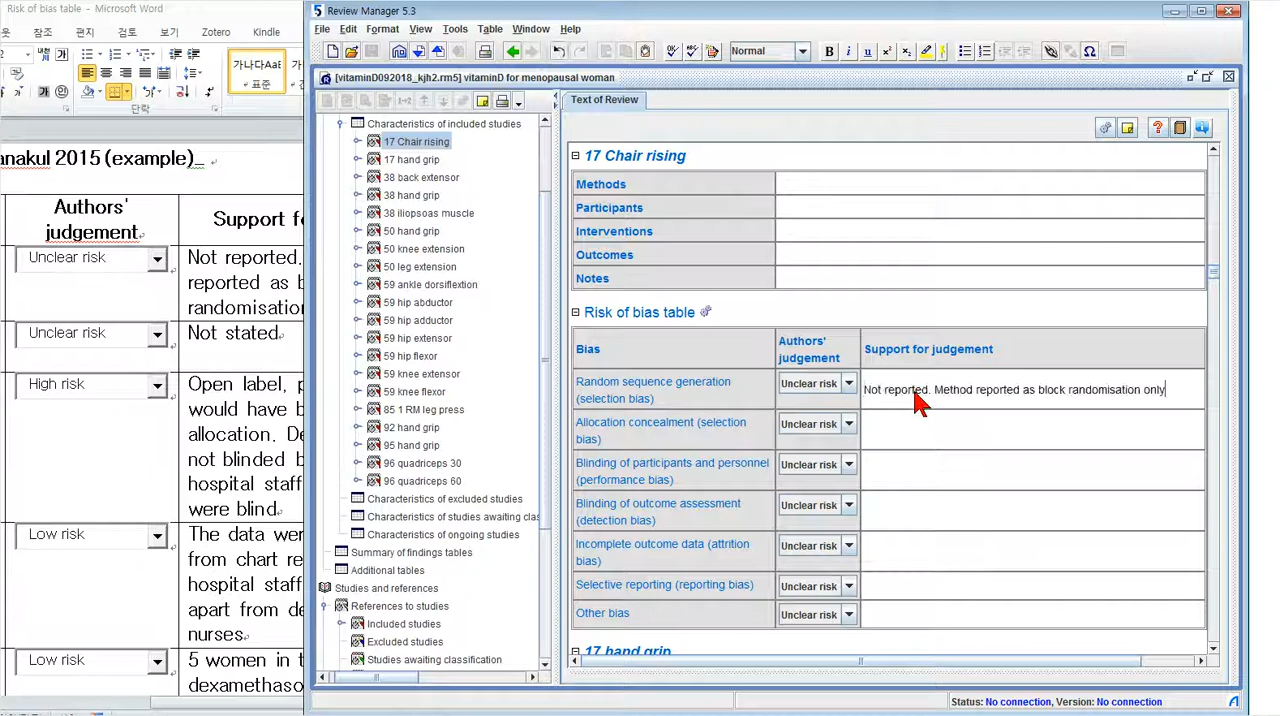 Risk of bias table - Microsoft Word
참조
편지
검토
보기
Zotero
Kindle
가나다AaB
표준
단락
anakul 2015 (example)_
Authors' judgement
Support fo
Unclear risk
Not reported.
reported as b
randomisation
Unclear risk
Not stated.
High risk
Open label, p
would have b
allocation. De
not blinded b
hospital staff
were blind.
Low risk
The data wer
from chart re
hospital staff
apart from de
nurses.
Low risk
5 women in t
dexamethaso
Review Manager 5.3
File Edit Format View Tools Table Window Help
Normal
B i u
[vitaminD092018_kjh2.rm5] vitaminD for menopausal woman
Characteristics of included studies
17 Chair rising
17 hand grip
38 back extensor
38 hand grip
38 iliopsoas muscle
50 hand grip
50 knee extension
50 leg extension
59 ankle dorsiflextion
59 hip abductor
59 hip adductor
59 hip extensor
59 hip flexor
59 knee extensor
59 knee flexor
85 1 RM leg press
92 hand grip
95 hand grip
96 quadriceps 30
96 quadriceps 60
Characteristics of excluded studies
Characteristics of studies awaiting clas
Characteristics of ongoing studies
Summary of findings tables
Additional tables
Studies and references
References to studies
Included studies
Excluded studies
Studies awaiting classification
Text of Review
17 Chair rising
Methods
Participants
Interventions
Outcomes
Notes
Risk of bias table
Bias
Authors' judgement
Support for judgement
Random sequence generation (selection bias)
Unclear risk
Not reported. Method reported as block randomisation only
Allocation concealment (selection bias)
Unclear risk
Blinding of participants and personnel (performance bias)
Unclear risk
Blinding of outcome assessment (detection bias)
Unclear risk
Incomplete outcome data (attrition bias)
Unclear risk
Selective reporting (reporting bias)
Unclear risk
Other bias
Unclear risk
17 hand grip
Status: No connection, Version: No connection